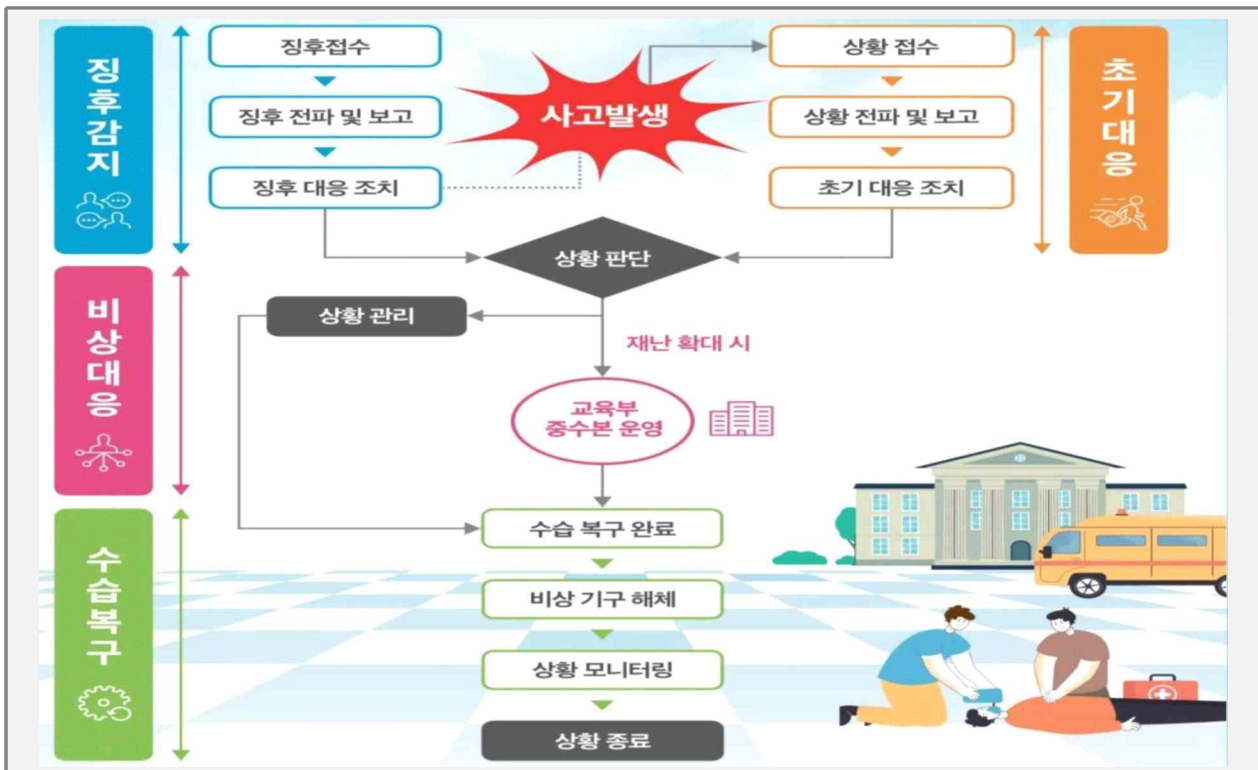 징후감지
징후접수
징후 전파 및 보고
징후 대응 조치
사고발생
상황 접수
상황 전파 및 보고
초기 대응 조치
초기대응
상황 판단
비상대응
상황 관리
재난 확대 시
교육부
중수본 운영
수습복구
수습 복구 완료
비상 기구 해체
상황 모니터링
상황 종료